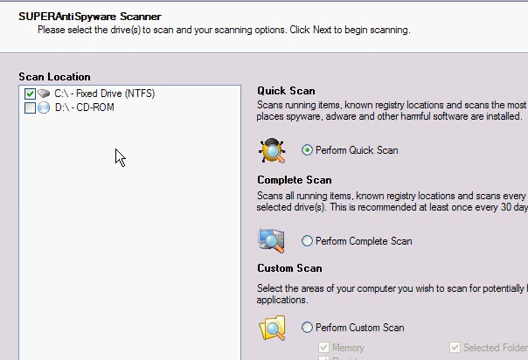 SUPERAntiSpyware Scanner
Please select the drive(s) to scan and your scanning options. Click Next to begin scanning.
Scan Location
C:\ - Fixed Drive (NTFS)
D:\ - CD-ROM
Quick Scan
Scans running items, known registry locations and scans the most
places spyware, adware and other harmful software are installed.
Perform Quick Scan
Complete Scan
Scans all running items, known registry locations and scans every
selected drive(s). This is recommended at least once every 30 day
Perform Complete Scan
Custom Scan
Select the areas of your computer you wish to scan for potentially
applications.
Perform Custom Scan
Memory
Selected Folder